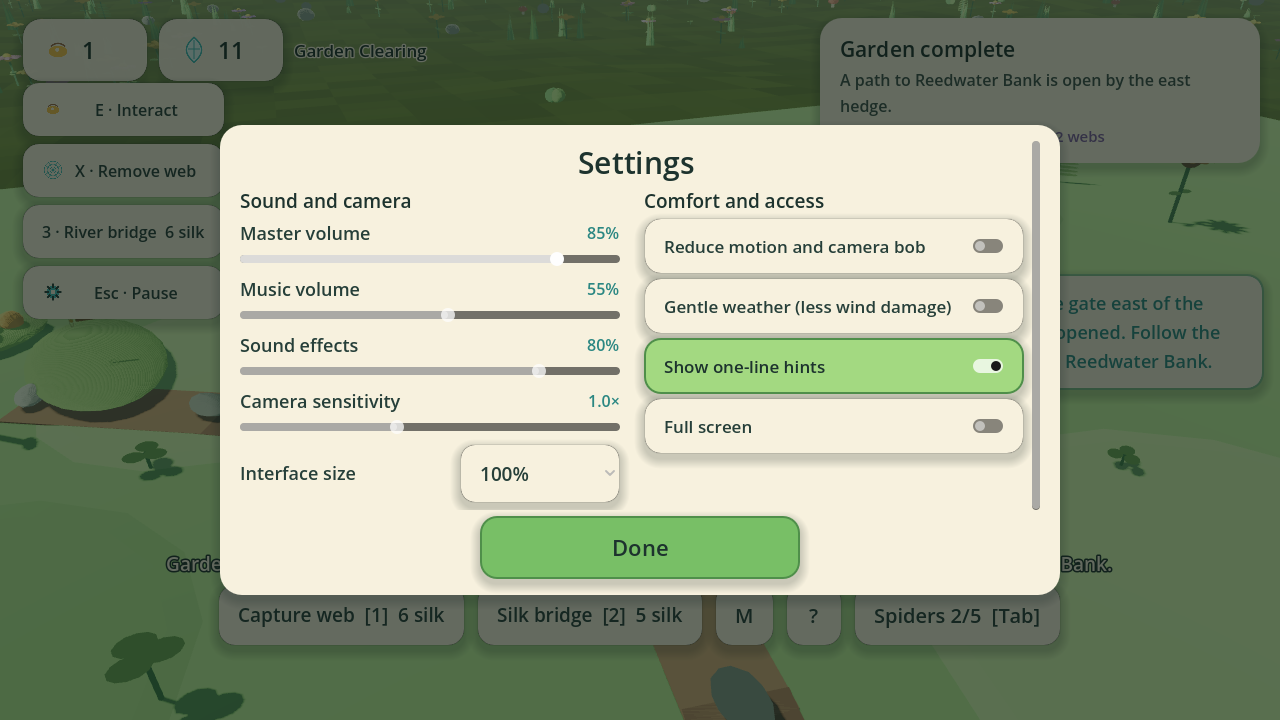 1
11
Garden Clearing
E · Interact
X · Remove web
3 · River bridge 6 silk
Esc · Pause
Garden complete
A path to Reedwater Bank is open by the east
hedge.
webs
Settings
Sound and camera
Master volume 85%
Music volume 55%
Sound effects 80%
Camera sensitivity 1.0×
Interface size 100%
Comfort and access
Reduce motion and camera bob
Gentle weather (less wind damage)
Show one-line hints
Full screen
Done
gate east of the
opened. Follow the
Reedwater Bank.
Garde
Bank.
Capture web [1] 6 silk
Silk bridge [2] 5 silk
M
?
Spiders 2/5 [Tab]